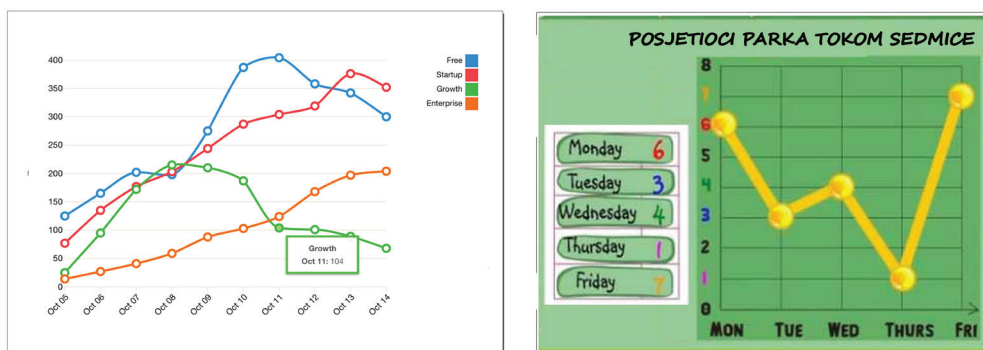 400
350
300
250
200
150
100
50
0
Oct 05
Oct 06
Oct 07
Oct 08
Oct 09
Oct 10
Oct 11
Oct 12
Oct 13
Oct 14
Free
Startup
Growth
Enterprise
Growth
Oct 11: 104
POSJETIOCI PARKA TOKOM SEDMICE
Monday 6
Tuesday 3
Wednesday 4
Thursday 1
Friday 7
8
7
6
5
4
3
2
1
0
MON TUE WED THURS FRI